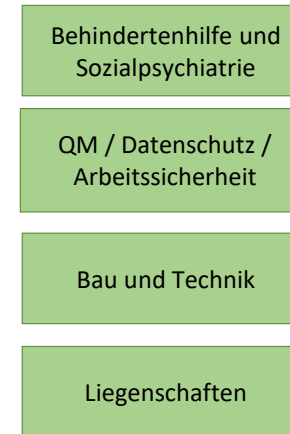 Behindertenhilfe und
Sozialpsychiatrie
QM / Datenschutz /
Arbeitssicherheit
Bau und Technik
Liegenschaften